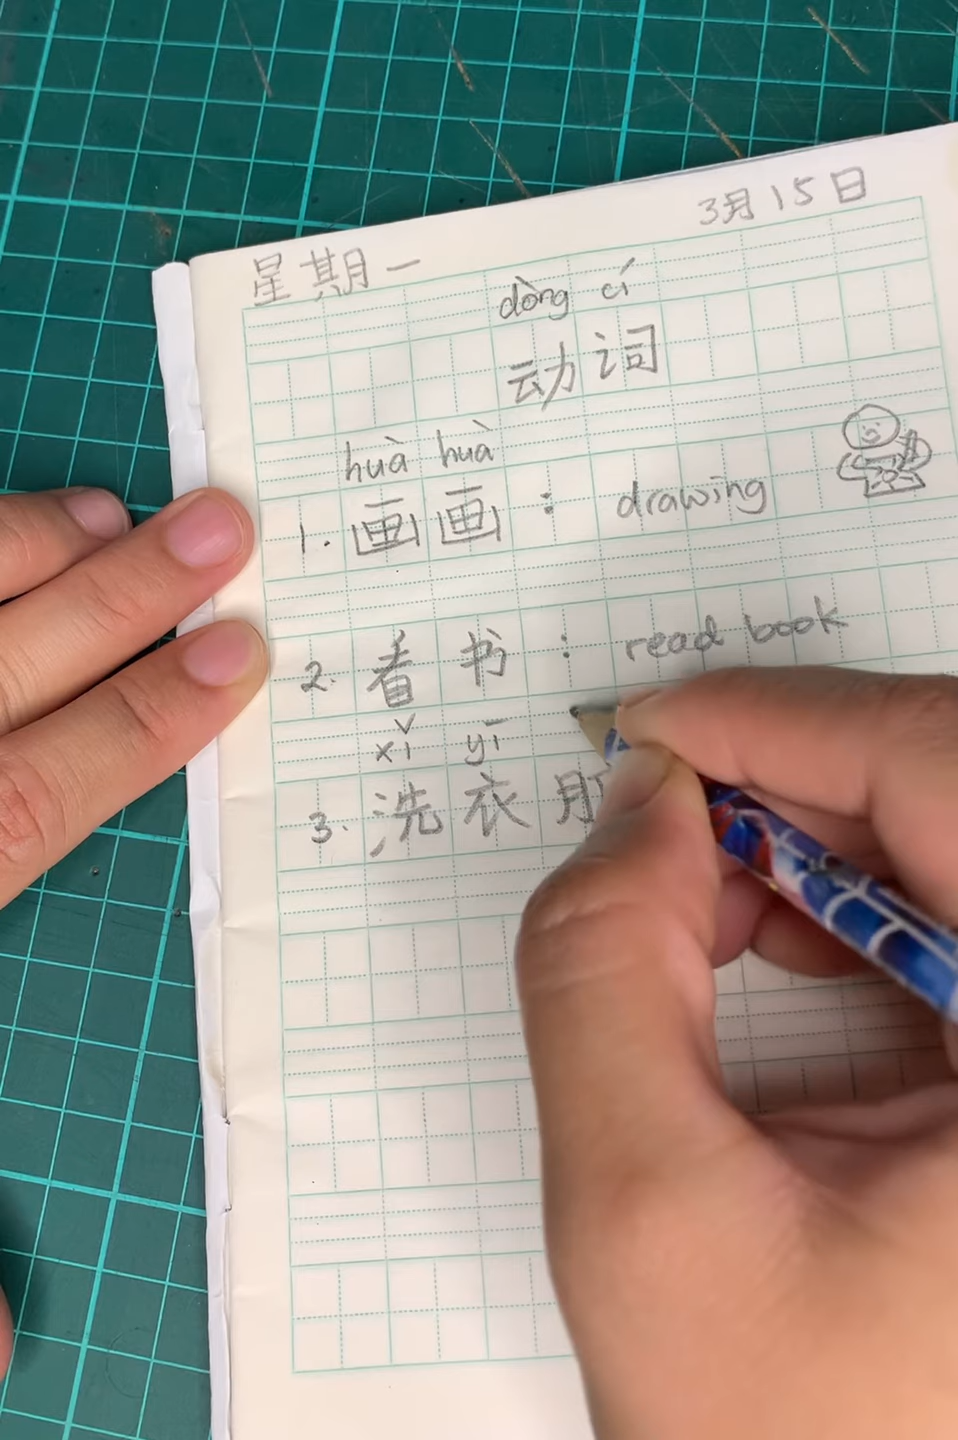 星期一 3月15日
dòng cí
动词
huà huà
1. 画画 : drawing
2. 看书 : read book
xǐ yī
3. 洗衣